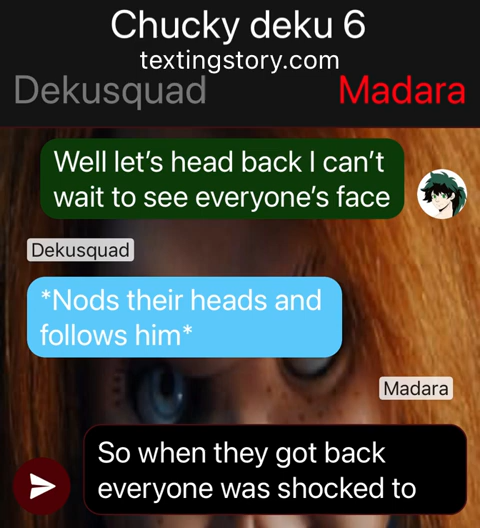 Chucky deku 6
textingstory.com
Dekusquad
Madara
Well let's head back I can't
wait to see everyone's face
Dekusquad
*Nods their heads and
follows him*
Madara
So when they got back
everyone was shocked to